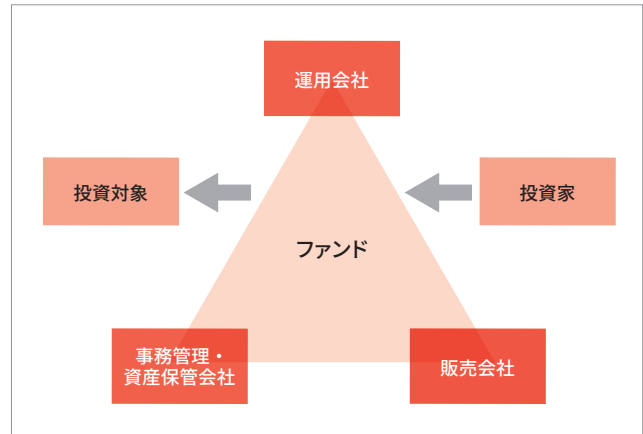 運用会社
投資対象
投資家
ファンド
事務管理・
資産保管会社
販売会社